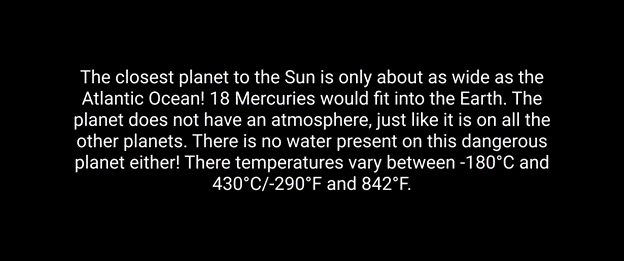 The closest planet to the Sun is only about as wide as the
Atlantic Ocean! 18 Mercuries would fit into the Earth. The
planet does not have an atmosphere, just like it is on all the
other planets. There is no water present on this dangerous
planet either! There temperatures vary between -180°C and
430°C/-290°F and 842°F.